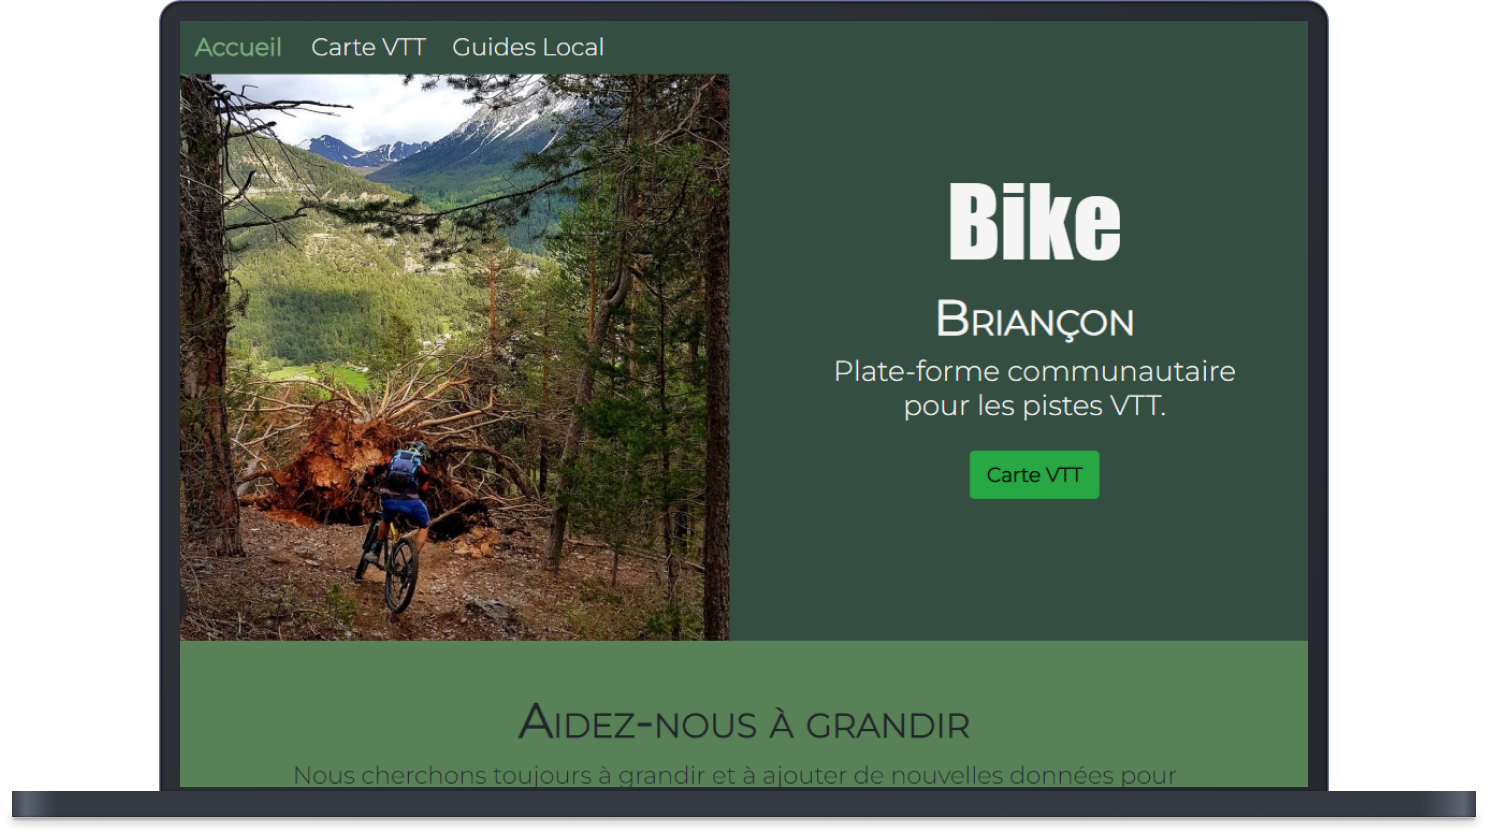 Accueil Carte VTT Guides Local
Bike
Briançon
Plate-forme communautaire
pour les pistes VTT.
Carte VTT
Aidez-nous à grandir
Nous cherchons toujours à grandir et à ajouter de nouvelles données pour